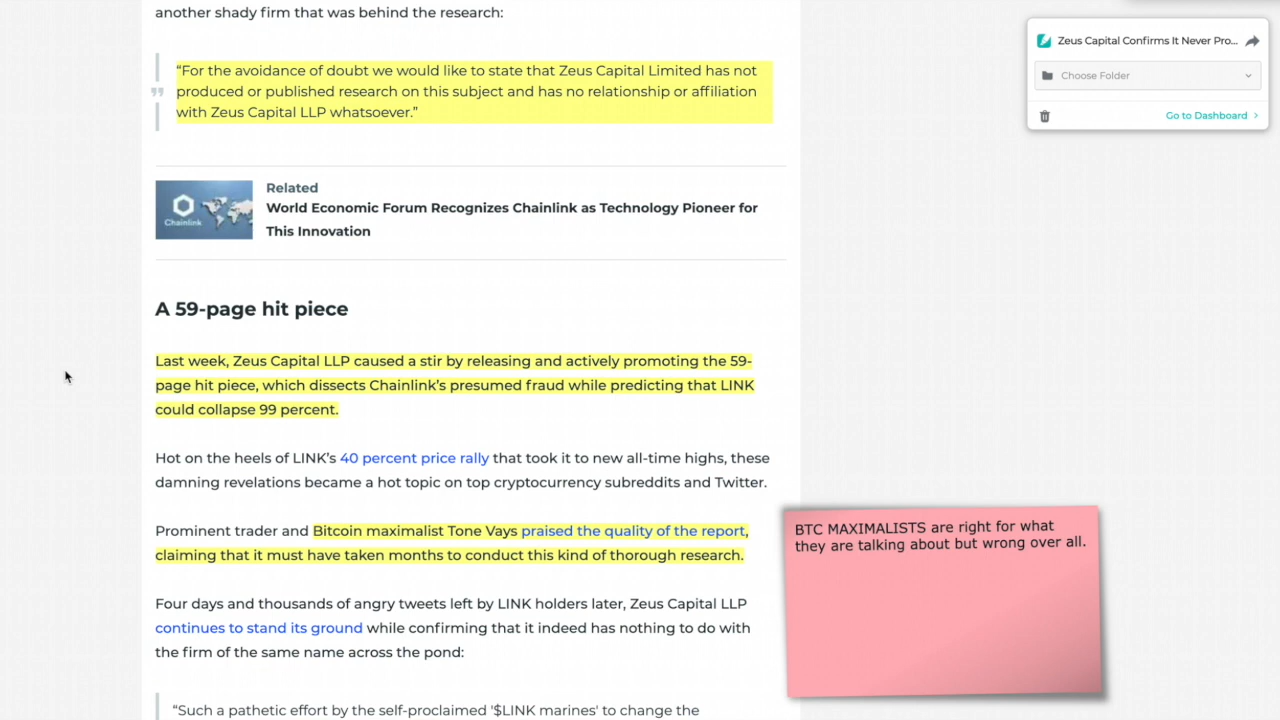 another shady firm that was behind the research:
“For the avoidance of doubt we would like to state that Zeus Capital Limited has not
produced or published research on this subject and has no relationship or affiliation
with Zeus Capital LLP whatsoever.”
Chainlink
Related
World Economic Forum Recognizes Chainlink as Technology Pioneer for
This Innovation
A 59-page hit piece
Last week, Zeus Capital LLP caused a stir by releasing and actively promoting the 59-
page hit piece, which dissects Chainlink’s presumed fraud while predicting that LINK
could collapse 99 percent.
Hot on the heels of LINK’s 40 percent price rally that took it to new all-time highs, these
damning revelations became a hot topic on top cryptocurrency subreddits and Twitter.
Prominent trader and Bitcoin maximalist Tone Vays praised the quality of the report,
claiming that it must have taken months to conduct this kind of thorough research.
Four days and thousands of angry tweets left by LINK holders later, Zeus Capital LLP
continues to stand its ground while confirming that it indeed has nothing to do with
the firm of the same name across the pond:
“Such a pathetic effort by the self-proclaimed '$LINK marines' to change the
Zeus Capital Confirms It Never Pro...
Choose Folder
Go to Dashboard
BTC MAXIMALISTS are right for what
they are talking about but wrong over all.